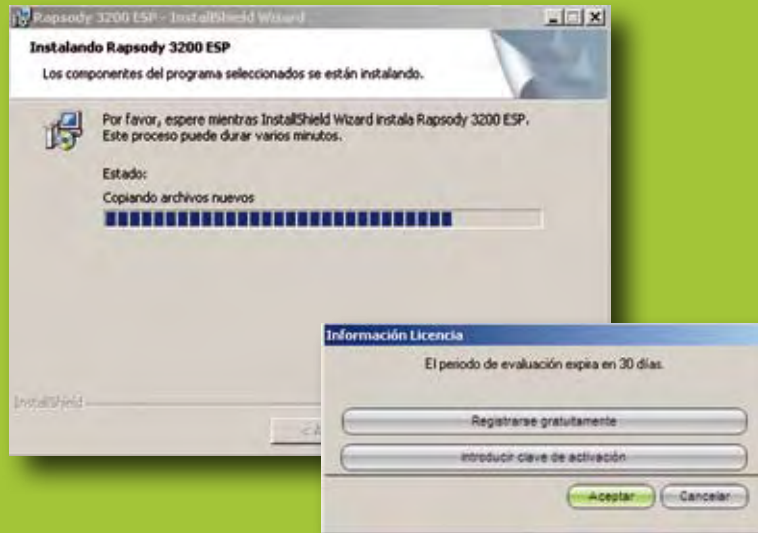 Rapsody 3200 ESP - InstallShield Wizard
Instalando Rapsody 3200 ESP
Los componentes del programa seleccionados se están instalando.
Por favor, espere mientras InstallShield Wizard instala Rapsody 3200 ESP.
Este proceso puede durar varios minutos.
Estado:
Copiando archivos nuevos
InstallShield
Información Licencia
El periodo de evaluación expira en 30 días.
Registrarse gratuitamente
Introducir clave de activación
Aceptar
Cancelar